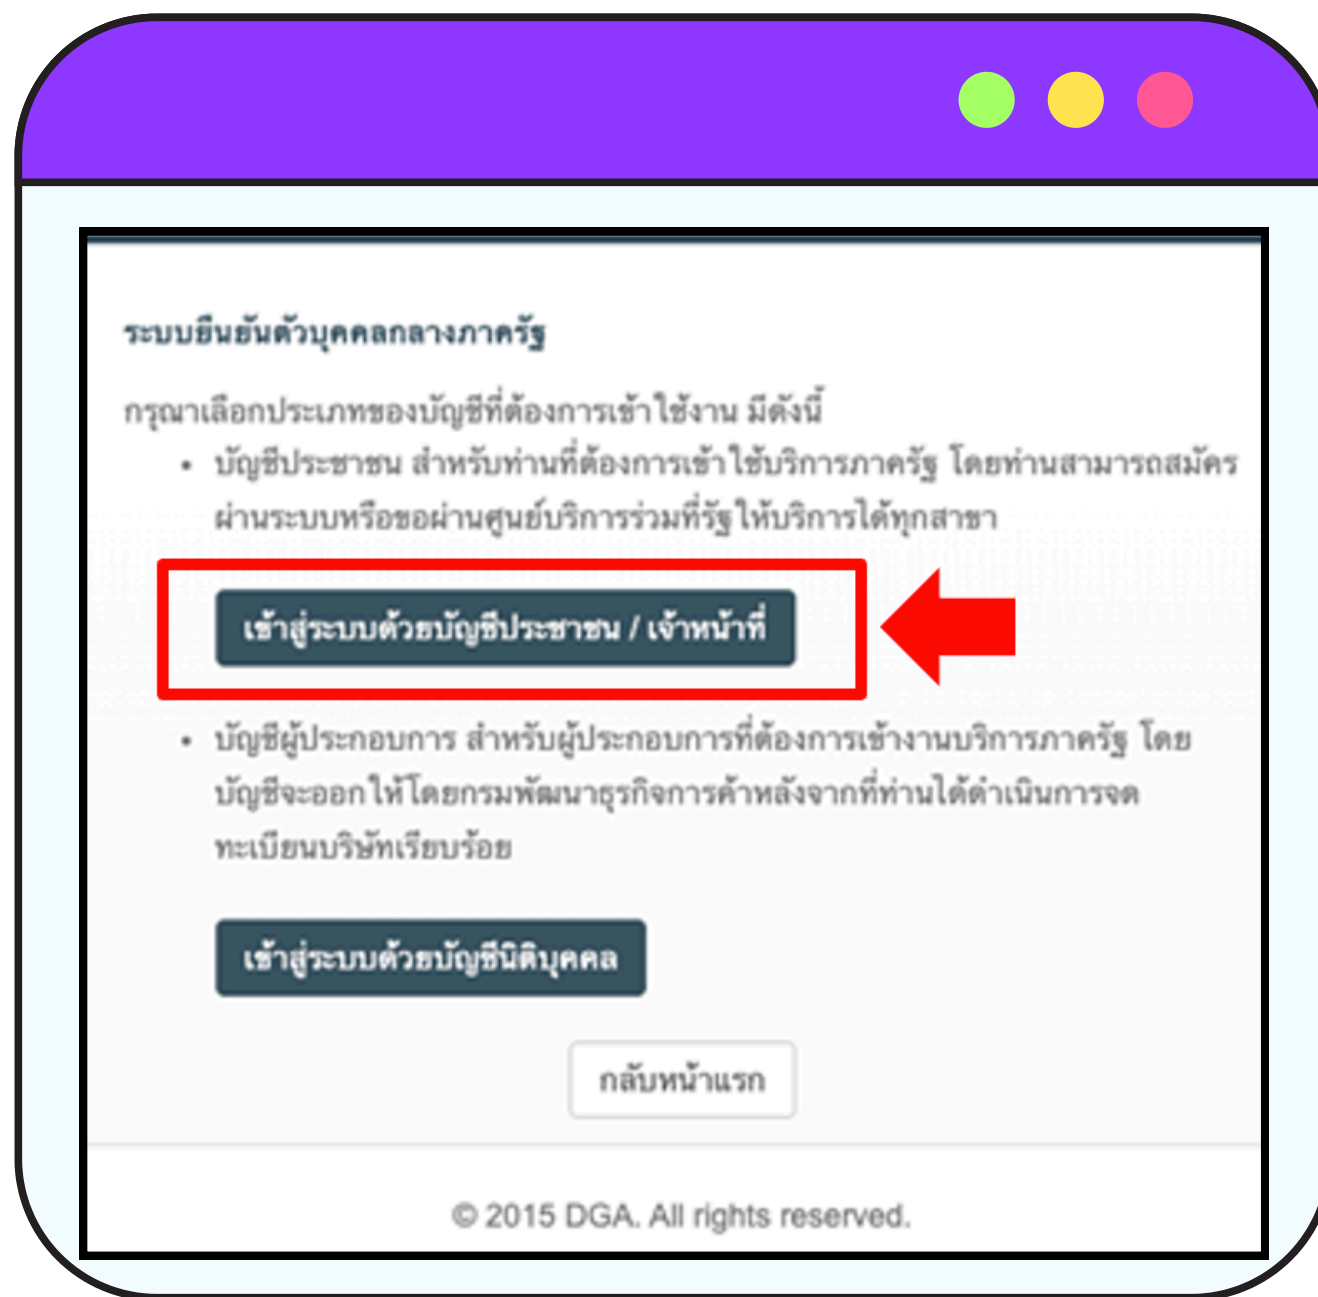 ระบบยืนยันตัวบุคคลกลางภาครัฐ
กรุณาเลือกประเภทของบัญชีที่ต้องการเข้าใช้งาน มีดังนี้
• บัญชีประชาชน สำหรับท่านที่ต้องการเข้าใช้บริการภาครัฐ โดยท่านสามารถสมัคร
ผ่านระบบหรือขอผ่านศูนย์บริการร่วมที่รัฐให้บริการได้ทุกสาขา
เข้าสู่ระบบด้วยบัญชีประชาชน / เจ้าหน้าที่
• บัญชีผู้ประกอบการ สำหรับผู้ประกอบการที่ต้องการเข้างานบริการภาครัฐ โดย
บัญชีจะออกให้โดยกรมพัฒนาธุรกิจการค้าหลังจากที่ท่านได้ดำเนินการจด
ทะเบียนบริษัทเรียบร้อย
เข้าสู่ระบบด้วยบัญชีนิติบุคคล
กลับหน้าแรก
© 2015 DGA. All rights reserved.